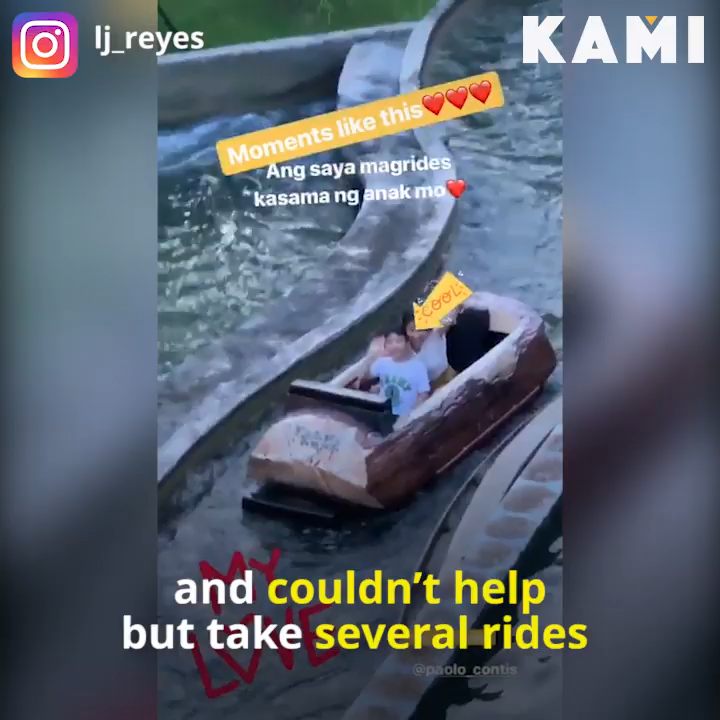 lj_reyes
KAMI
Moments like this❤❤❤
Ang saya magrides
kasama ng anak mo❤
COOL
MY
LOVE
and couldn't help
but take several rides
@paolo_contis